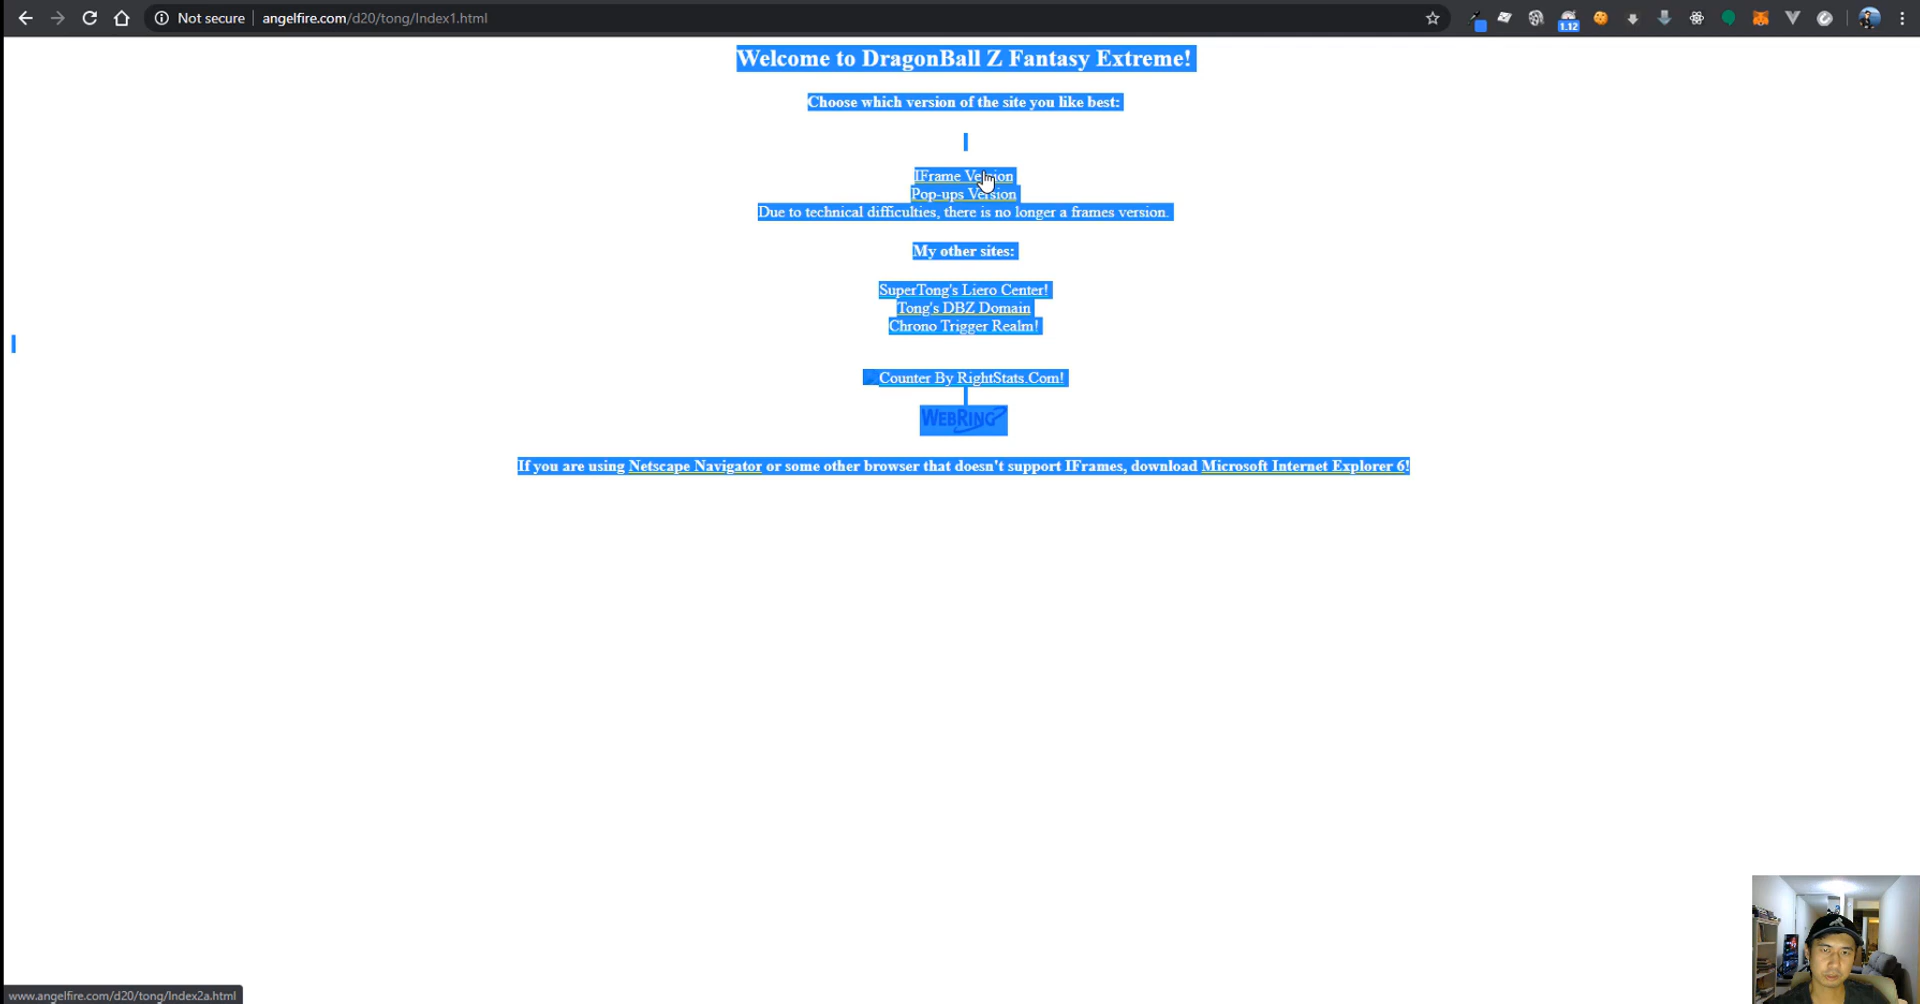 Not secure
angelfire.com/d20/tong/Index1.html
1.12
Welcome to DragonBall Z Fantasy Extreme!
Choose which version of the site you like best:
IFrame Version
Pop-ups Version
Due to technical difficulties, there is no longer a frames version.
My other sites:
SuperTong's Liero Center!
Tong's DBZ Domain
Chrono Trigger Realm!
Counter By RightStats.Com!
WEBRING
If you are using Netscape Navigator or some other browser that doesn't support IFrames, download Microsoft Internet Explorer 6!
www.angelfire.com/d20/tong/Index2a.html